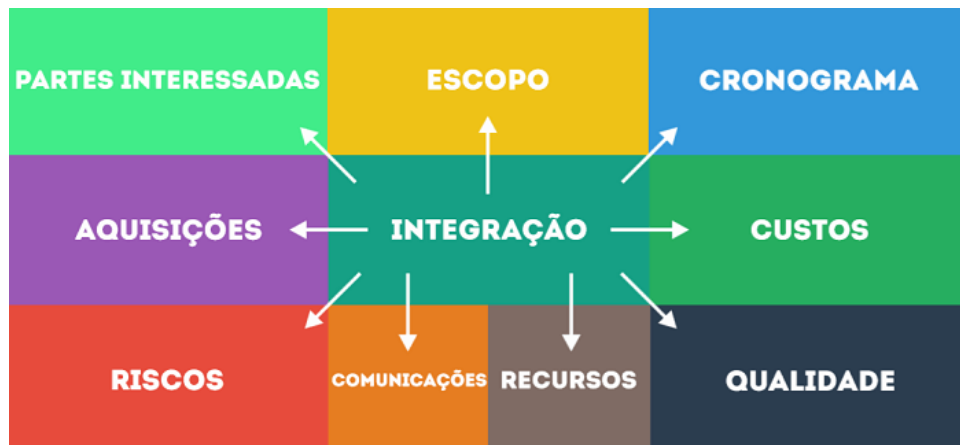 PARTES INTERESSADAS
ESCOPO
CRONOGRAMA
AQUISIÇÕES
INTEGRAÇÃO
CUSTOS
RISCOS
COMUNICAÇÕES
RECURSOS
QUALIDADE